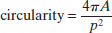 circularity = 4πA / p²